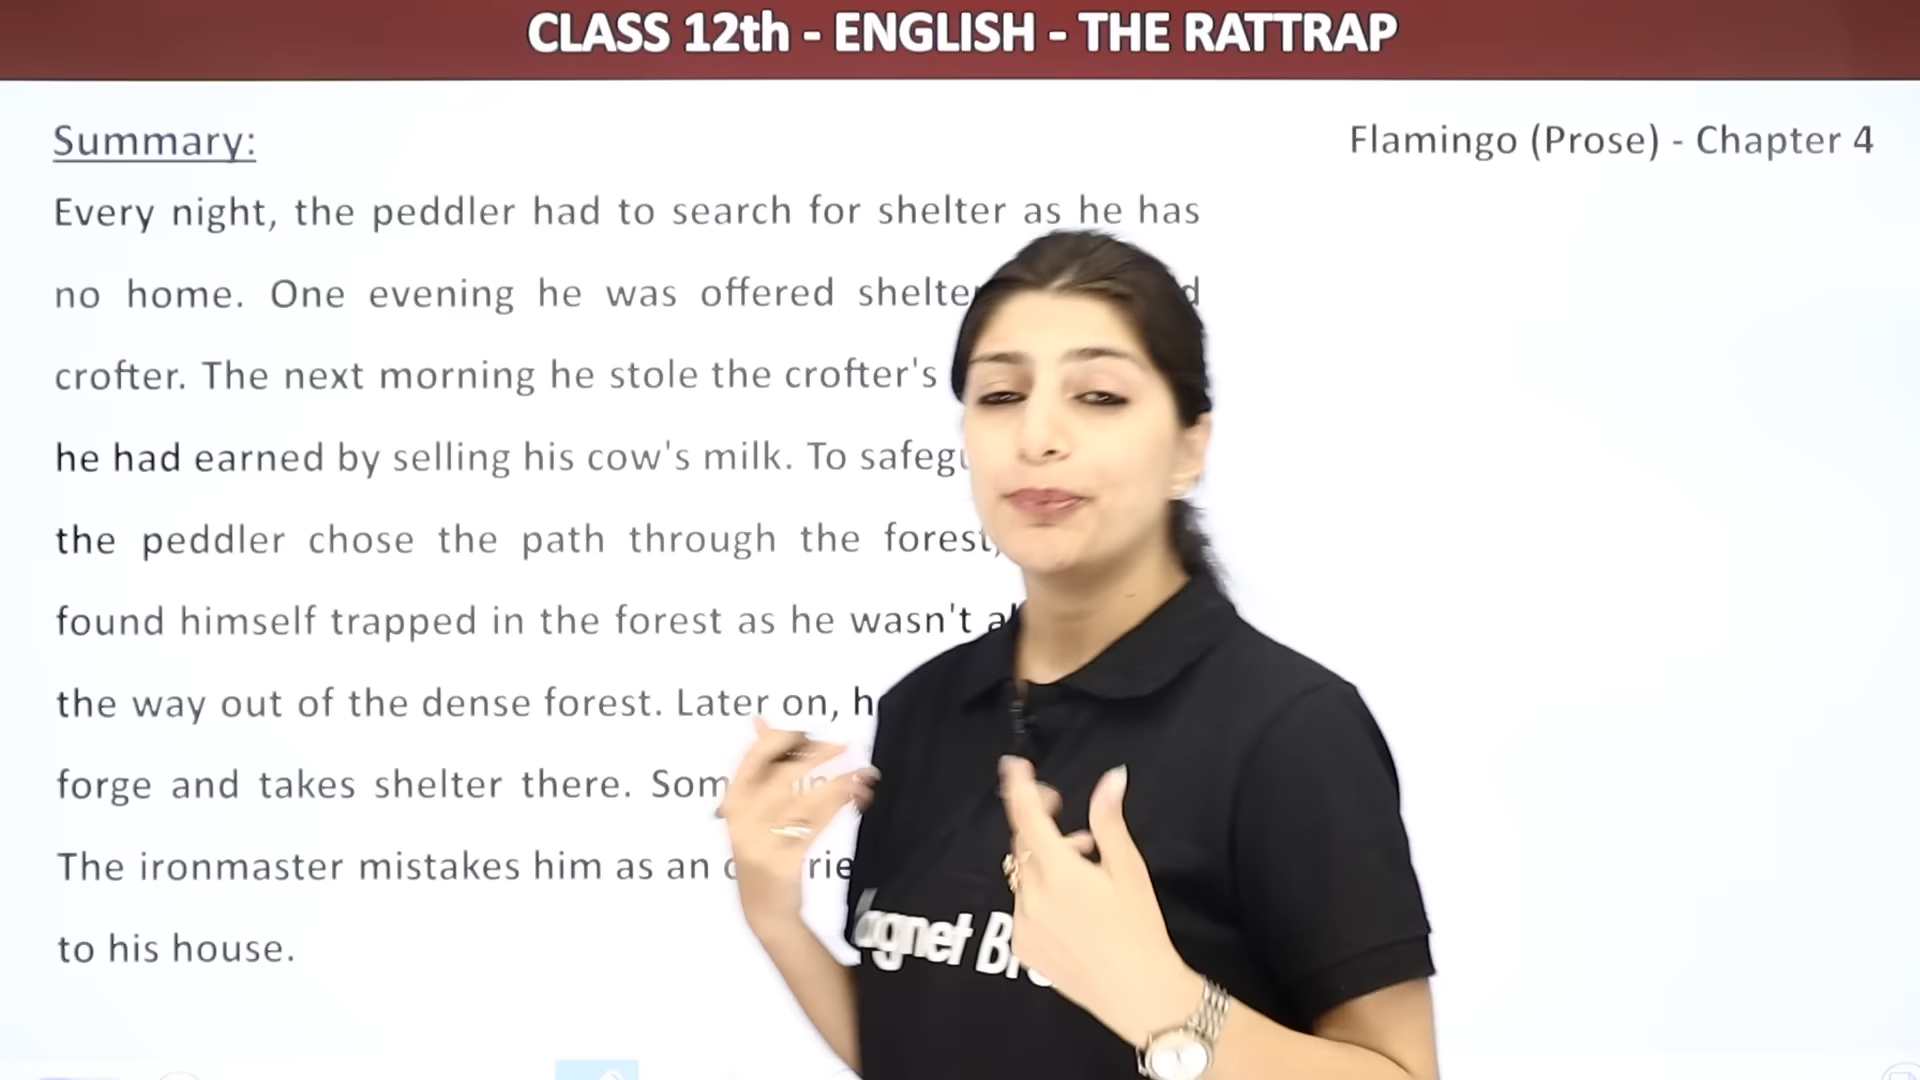 CLASS 12th - ENGLISH - THE RATTRAP
Summary:
Flamingo (Prose) - Chapter 4
Every night, the peddler had to search for shelter as he has
no home. One evening he was offered
crofter. The next morning he stole the crofter's
he had earned by selling his cow's milk. To
the peddler chose the path through the forest,
found himself trapped in the forest as he wasn't
the way out of the dense forest. Later on,
forge and takes shelter there.
The ironmaster mistakes him as an
to his house.